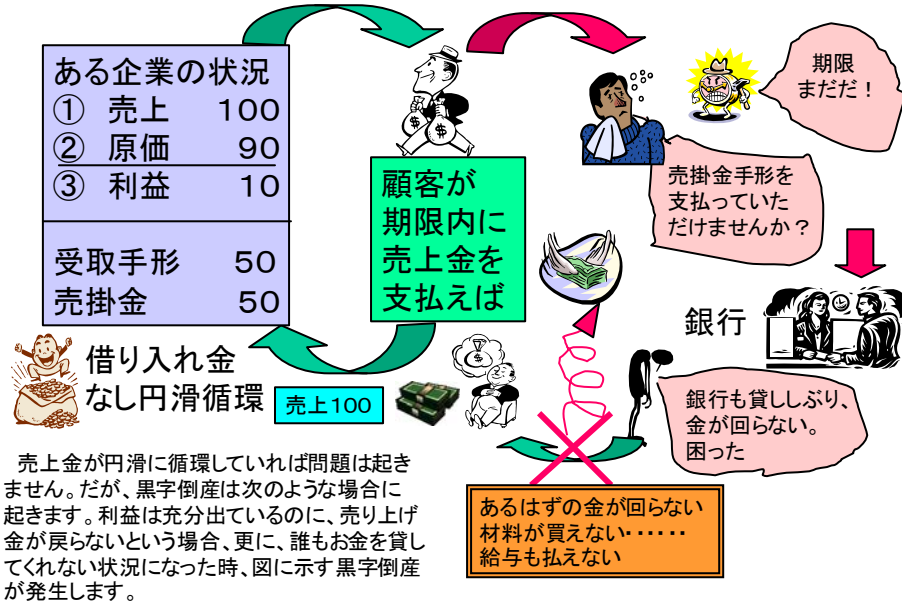 ある企業の状況
① 売上 100
② 原価 90
③ 利益 10
受取手形 50
売掛金 50
顧客が
期限内に
売上金を
支払えば
期限
まだだ！
売掛金手形を
支払っていた
だけませんか？
銀行
銀行も貸ししぶり、
金が回らない。
困った
借り入れ金
なし円滑循環
売上100
あるはずの金が回らない
材料が買えない・・・・・・
給与も払えない
売上金が円滑に循環していれば問題は起き
ません。だが、黒字倒産は次のような場合に
起きます。利益は充分出ているのに、売り上げ
金が戻らないという場合、更に、誰もお金を貸し
てくれない状況になった時、図に示す黒字倒産
が発生します。